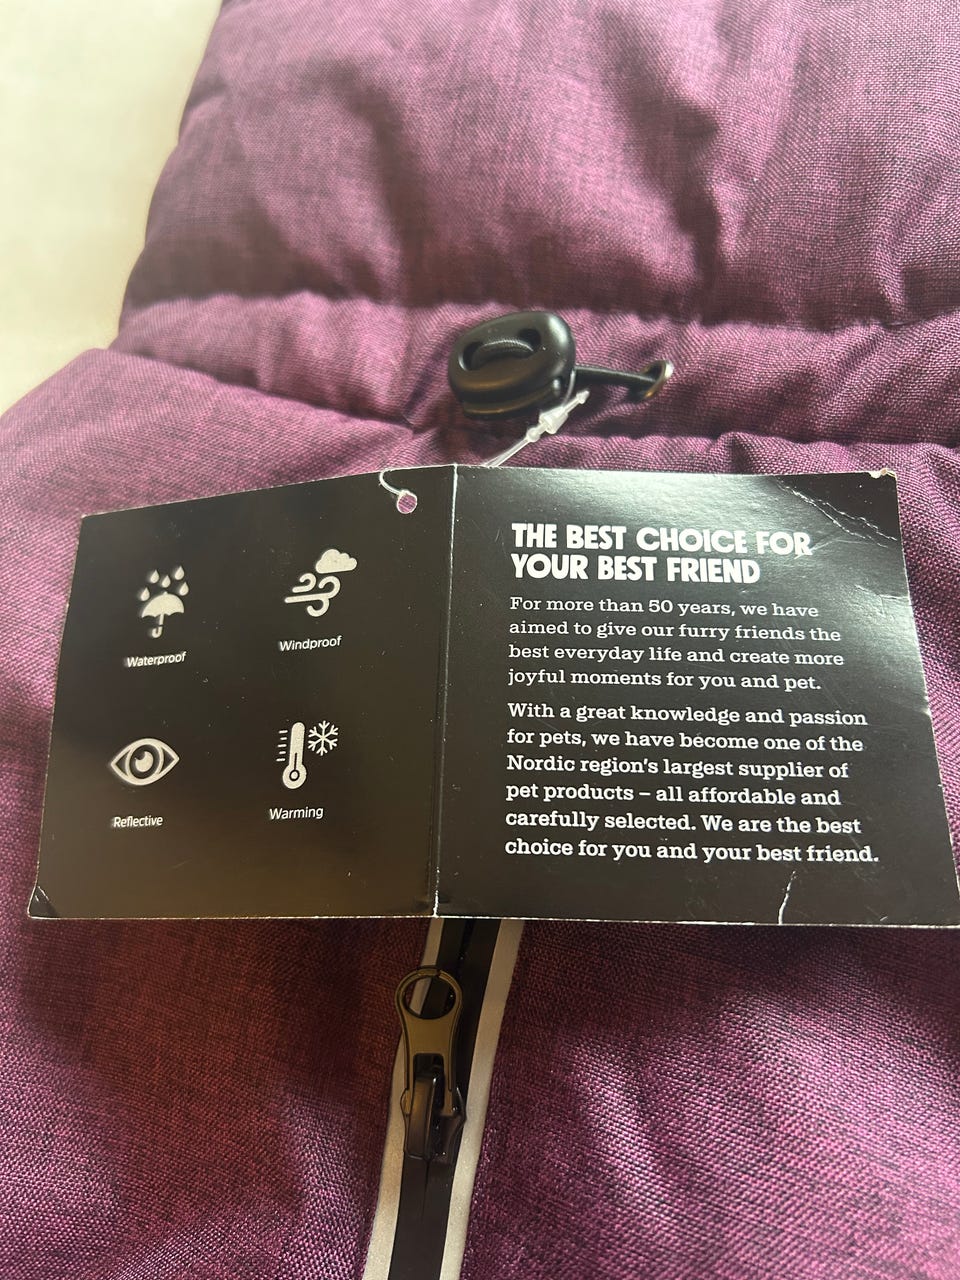 Waterproof
Windproof
Reflective
Warming
THE BEST CHOICE FOR
YOUR BEST FRIEND
For more than 50 years, we have
aimed to give our furry friends the
best everyday life and create more
joyful moments for you and pet.
With a great knowledge and passion
for pets, we have become one of the
Nordic region's largest supplier of
pet products – all affordable and
carefully selected. We are the best
choice for you and your best friend.